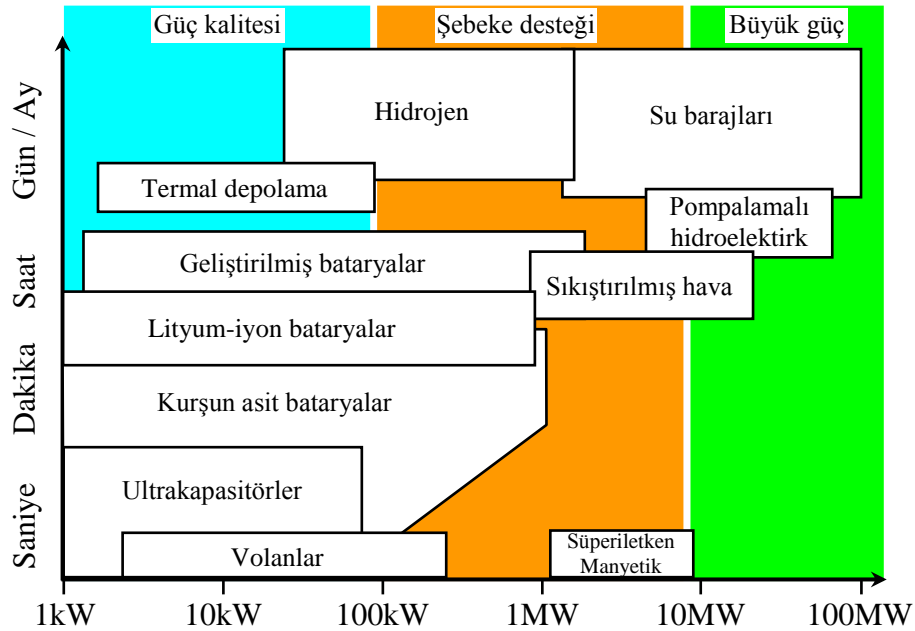 Güç kalitesi
Şebeke desteği
Büyük güç
Gün / Ay
Saat
Dakika
Saniye
Hidrojen
Su barajları
Termal depolama
Pompalamalı
hidroelektirk
Geliştirilmiş bataryalar
Sıkıştırılmış hava
Lityum-iyon bataryalar
Kurşun asit bataryalar
Ultrakapasitörler
Volanlar
Süperiletken
Manyetik
1kW
10kW
100kW
1MW
10MW
100MW